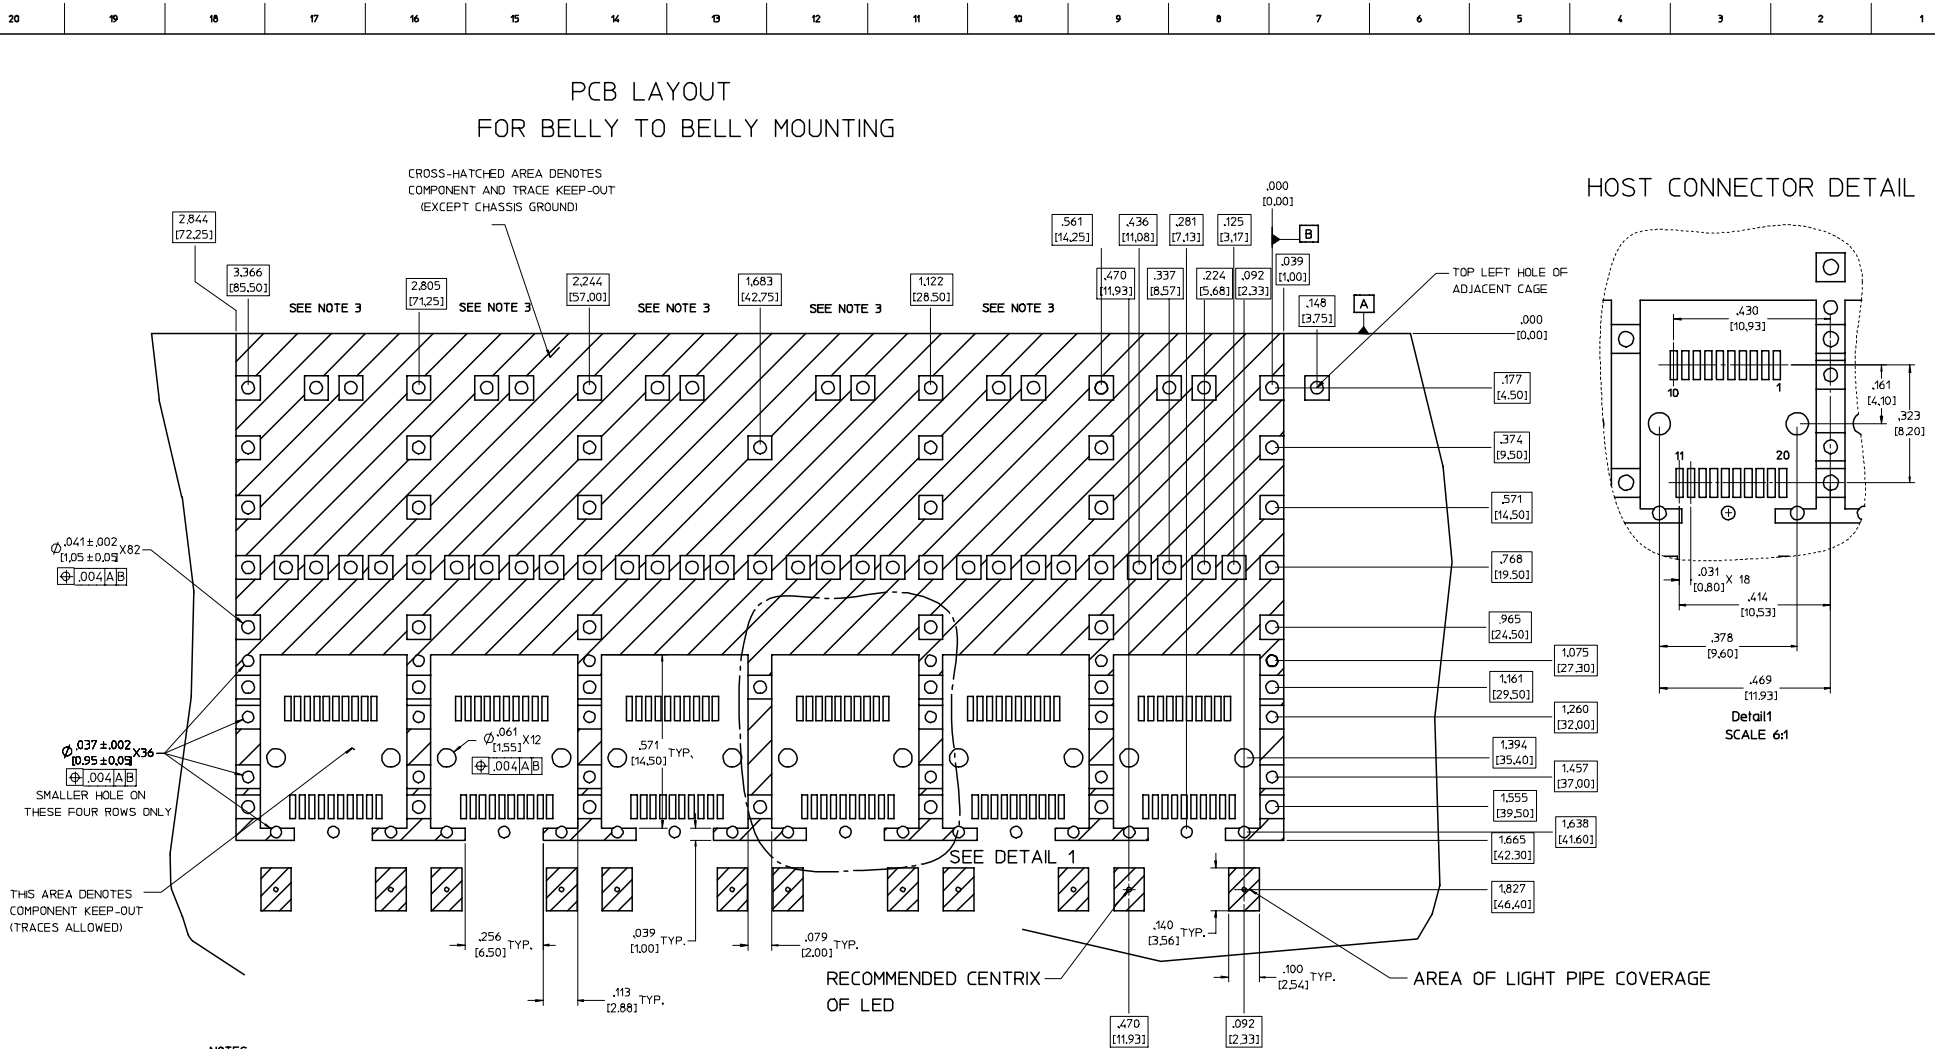 20 19 18 17 16 15 14 13 12 11 10 9 8 7 6 5 4 3 2 1
PCB LAYOUT
FOR BELLY TO BELLY MOUNTING
CROSS-HATCHED AREA DENOTES
COMPONENT AND TRACE KEEP-OUT
(EXCEPT CHASSIS GROUND)
HOST CONNECTOR DETAIL
2,844
[72,25]
3,366
[85,50]
SEE NOTE 3
2,805
[71,25]
SEE NOTE 3
2,244
[57,00]
SEE NOTE 3
1,683
[42,75]
SEE NOTE 3
1,122
[28,50]
SEE NOTE 3
.561
[14,25]
.436
[11,08]
.281
[7,13]
.125
[3,17]
.000
[0,00]
B
.470
[11,93]
.337
[8,57]
.224
[5,68]
.092
[2,33]
.039
[1,00]
.148
[3,75]
A
TOP LEFT HOLE OF
ADJACENT CAGE
.000
[0,00]
.177
[4,50]
.374
[9,50]
.571
[14,50]
.768
[19,50]
.965
[24,50]
1,075
[27,30]
1,161
[29,50]
1,260
[32,00]
1,394
[35,40]
1,457
[37,00]
1,555
[39,50]
1,638
[41,60]
1,665
[42,30]
1,827
[46,40]
Ø .041±.002 X82
[1,05±0,05]
.004 A B
Ø .037±.002 X36
[0,95±0,05]
.004 A B
SMALLER HOLE ON
THESE FOUR ROWS ONLY
Ø .061 X12
[1,55]
.004 A B
.571 TYP.
[14,50]
THIS AREA DENOTES
COMPONENT KEEP-OUT
(TRACES ALLOWED)
SEE DETAIL 1
.256 TYP.
[6,50]
.039 TYP.
[1,00]
.079 TYP.
[2,00]
.113 TYP.
[2,88]
.140 TYP.
[3,56]
.100 TYP.
[2,54]
RECOMMENDED CENTRIX
OF LED
AREA OF LIGHT PIPE COVERAGE
.470
[11,93]
.092
[2,33]
.430
[10,93]
10
1
.161
[4,10]
.323
[8,20]
11
20
.031 X 18
[0,80]
.414
[10,53]
.378
[9,60]
.469
[11,93]
Detail1
SCALE 6:1